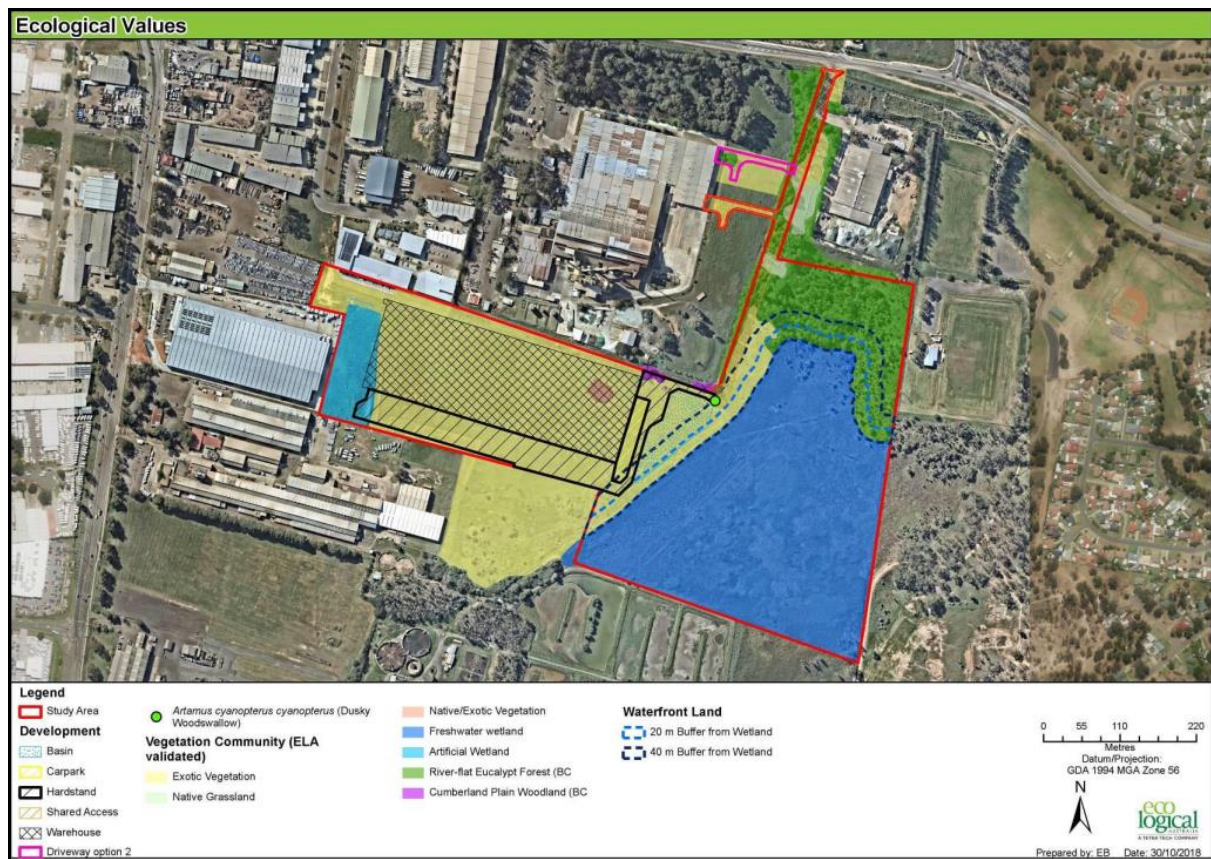 Ecological Values
Legend
Study Area
Development
Basin
Carpark
Hardstand
Shared Access
Warehouse
Driveway option 2
Artamus cyanopterus cyanopterus (Dusky
Woodswallow)
Vegetation Community (ELA
validated)
Exotic Vegetation
Native Grassland
Native/Exotic Vegetation
Freshwater wetland
Artificial Wetland
River-flat Eucalypt Forest (BC
Cumberland Plain Woodland (BC
Waterfront Land
20 m Buffer from Wetland
40 m Buffer from Wetland
0 55 110 220
Metres
Datum/Projection:
GDA 1994 MGA Zone 56
N
eco
logical
AUSTRALIA
A TETRA TECH COMPANY
Prepared by: EB Date: 30/10/2018